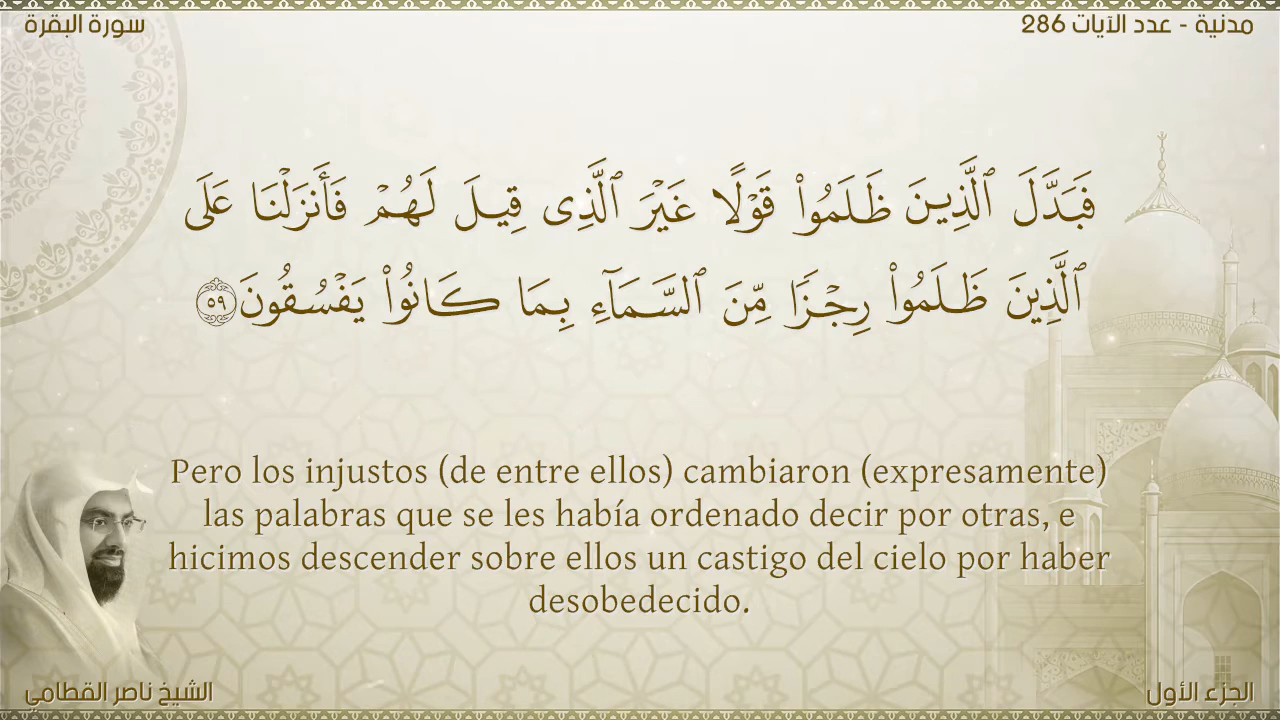 مدنية - عدد الآيات 286
سورة البقرة
فَبَدَّلَ ٱلَّذِينَ ظَلَمُوا۟ قَوْلًا غَيْرَ ٱلَّذِى قِيلَ لَهُمْ فَأَنزَلْنَا عَلَى
ٱلَّذِينَ ظَلَمُوا۟ رِجْزًا مِّنَ ٱلسَّمَآءِ بِمَا كَانُوا۟ يَفْسُقُونَ ٥٩
Pero los injustos (de entre ellos) cambiaron (expresamente)
las palabras que se les había ordenado decir por otras, e
hicimos descender sobre ellos un castigo del cielo por haber
desobedecido.
الجزء الأول
الشيخ ناصر القطامي